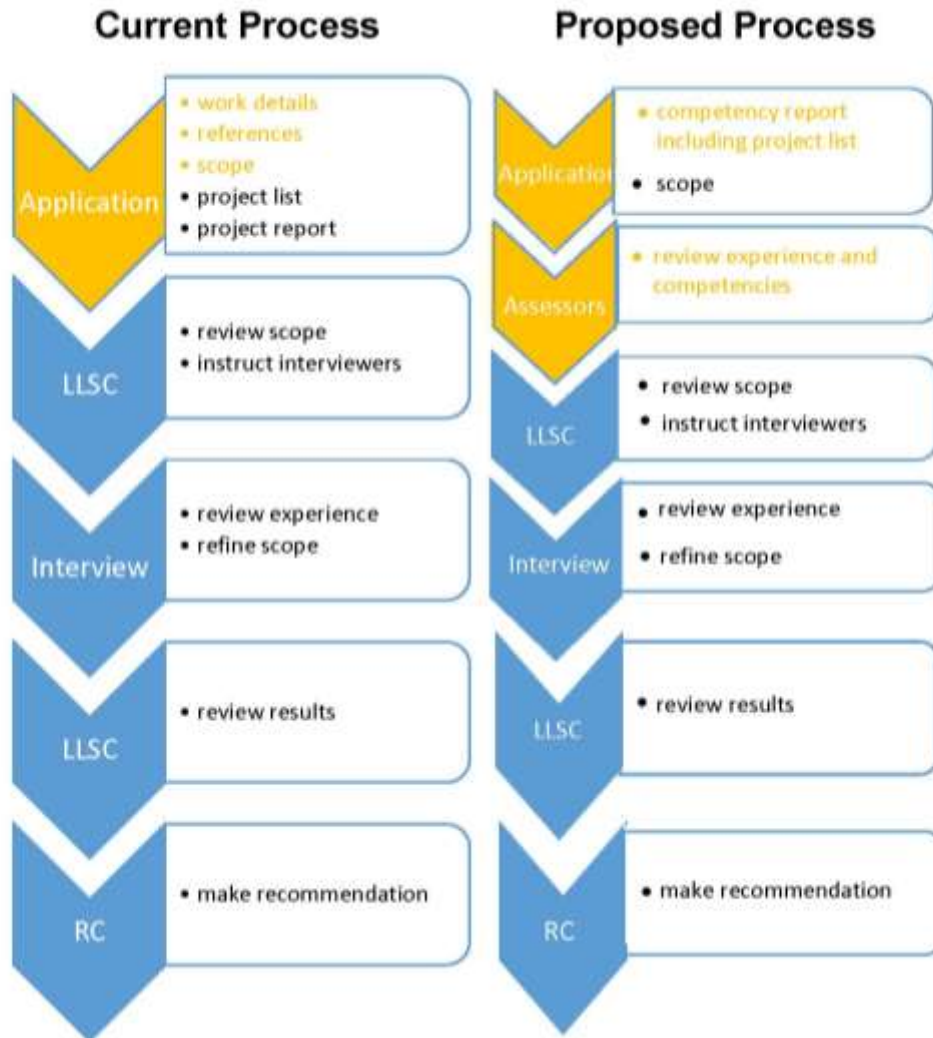 Current Process
Application
• work details
• references
• scope
• project list
• project report
LLSC
• review scope
• instruct interviewers
Interview
• review experience
• refine scope
LLSC
• review results
RC
• make recommendation
Proposed Process
Application
• competency report
including project list
• scope
Assessors
• review experience and
competencies
LLSC
• review scope
• instruct interviewers
Interview
• review experience
• refine scope
LLSC
• review results
RC
• make recommendation